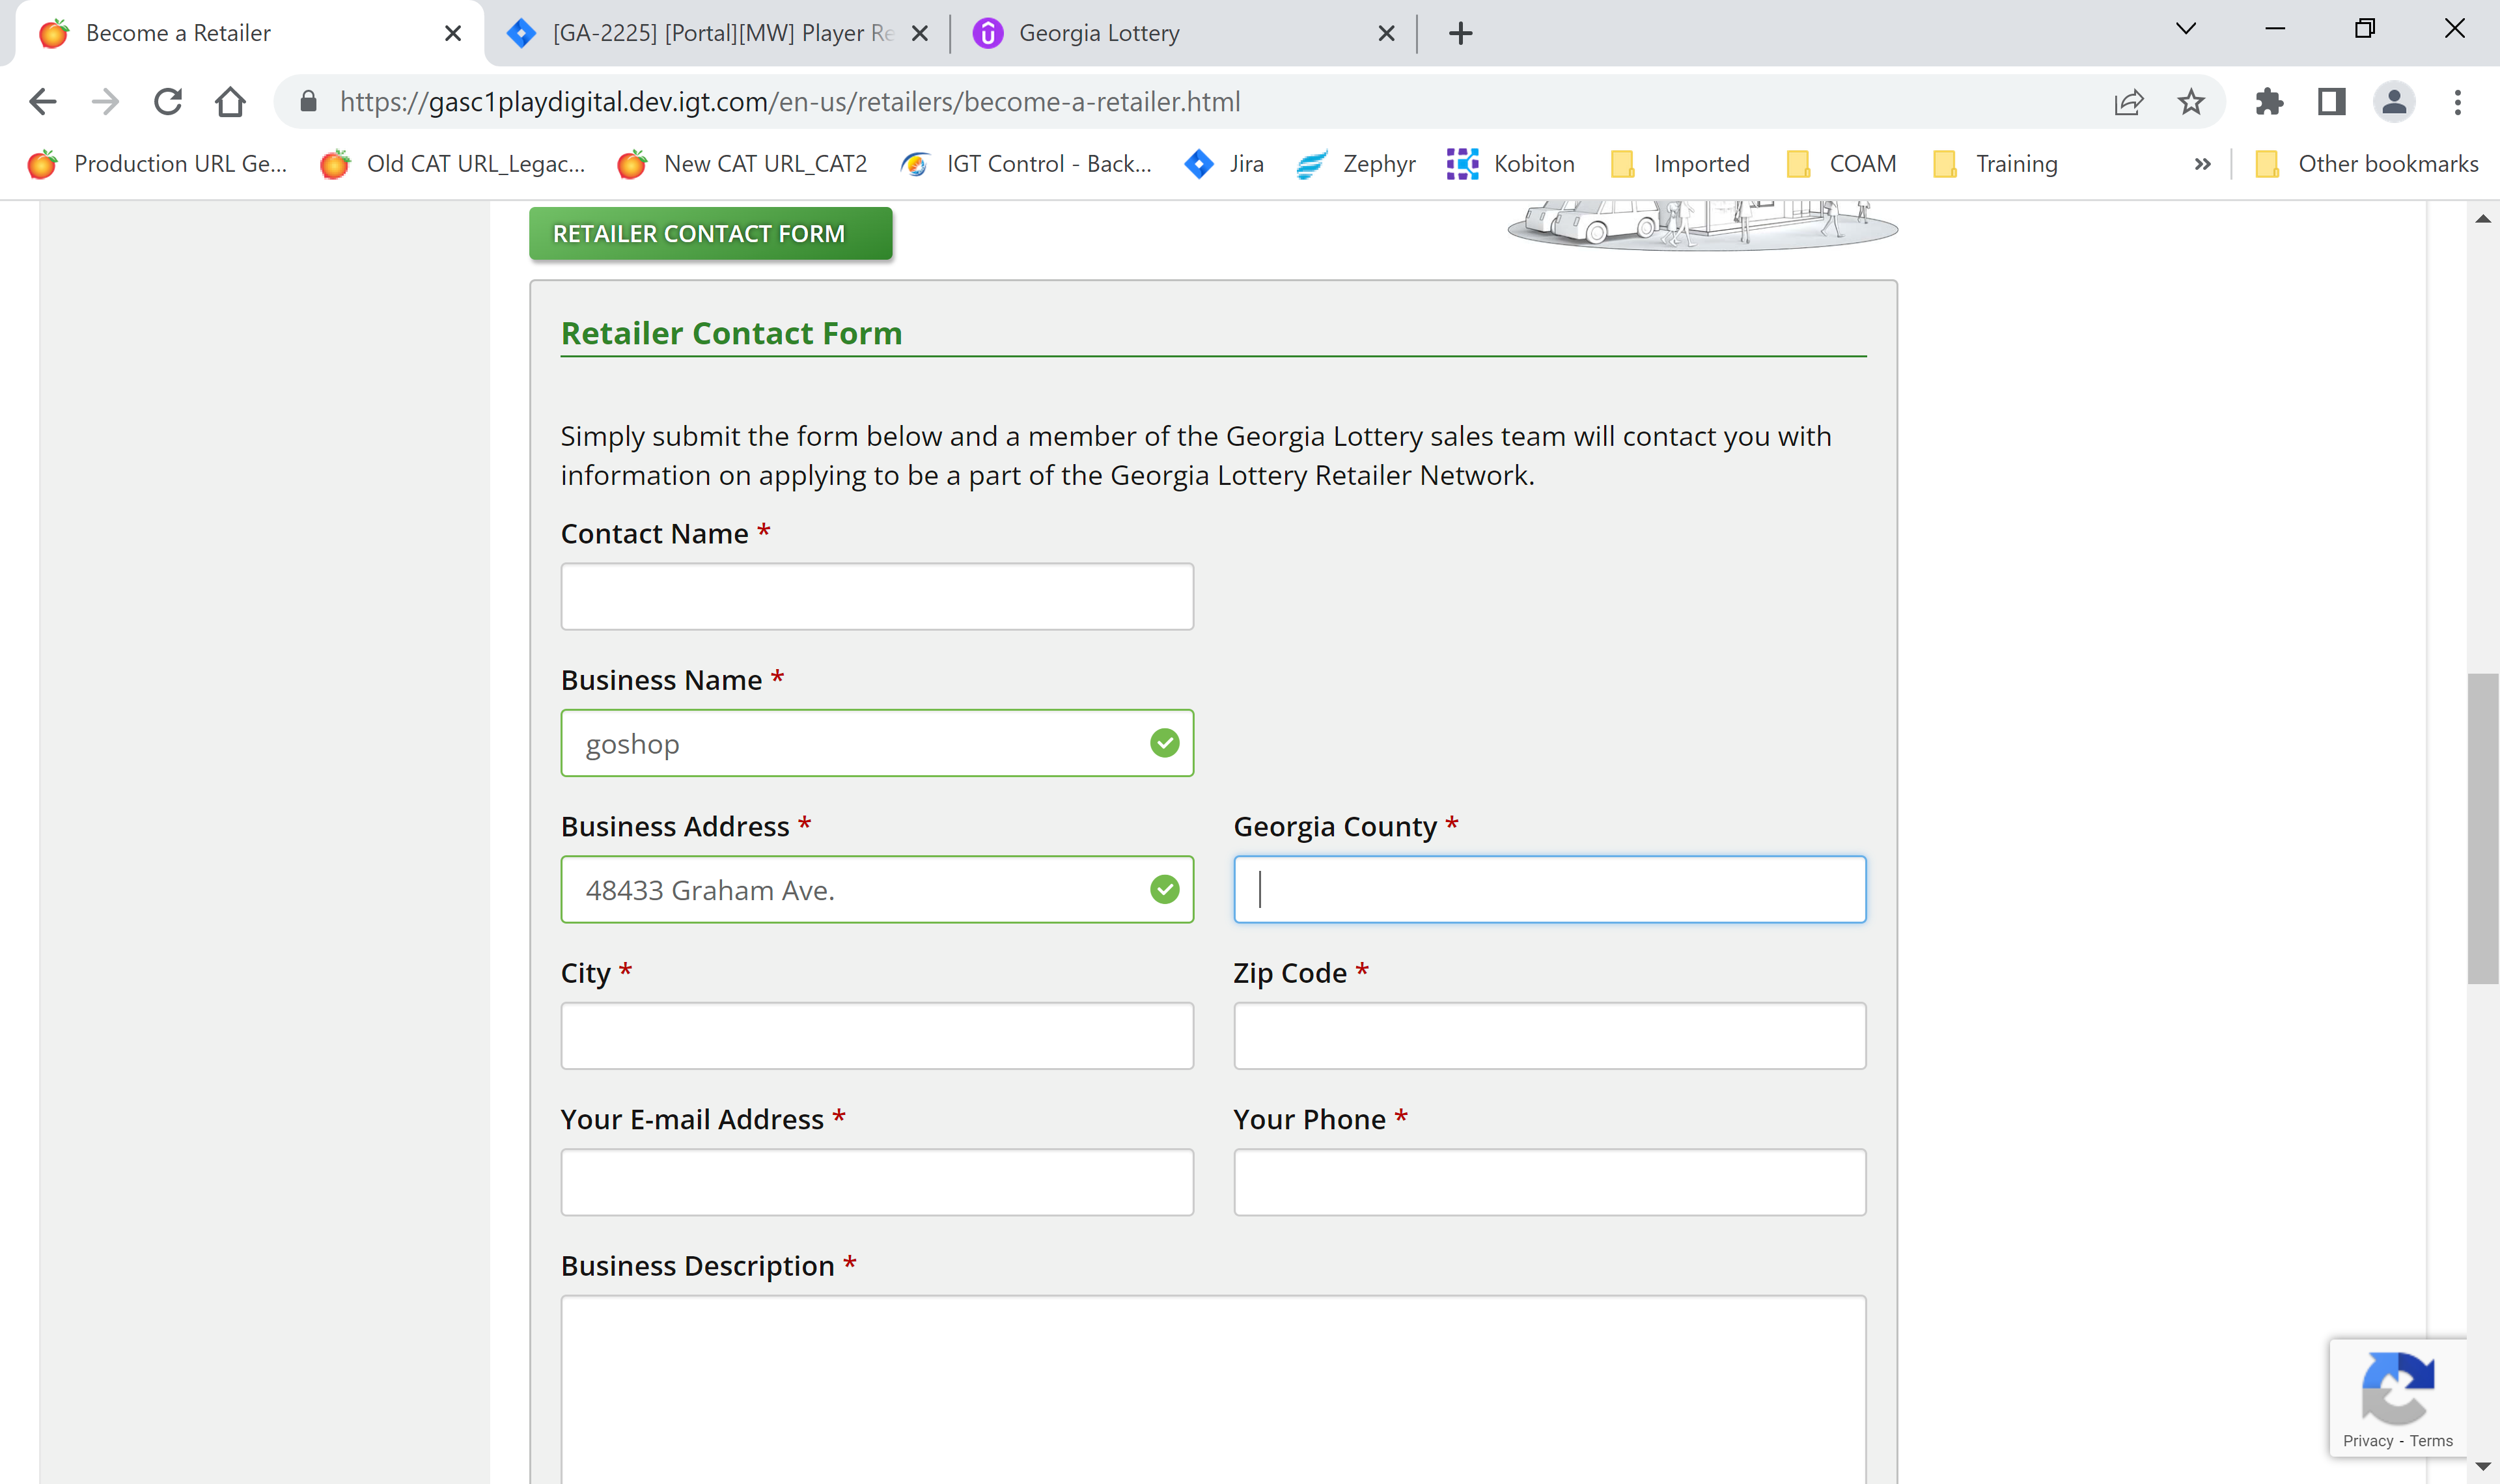 Become a Retailer
[GA-2225] [Portal][MW] Player Re
Georgia Lottery
https://gasc1playdigital.dev.igt.com/en-us/retailers/become-a-retailer.html
Production URL Ge...
Old CAT URL_Legac...
New CAT URL_CAT2
IGT Control - Back...
Jira
Zephyr
Kobiton
Imported
COAM
Training
»
Other bookmarks
RETAILER CONTACT FORM
Retailer Contact Form
Simply submit the form below and a member of the Georgia Lottery sales team will contact you with
information on applying to be a part of the Georgia Lottery Retailer Network.
Contact Name *
Business Name *
goshop
Business Address *
Georgia County *
48433 Graham Ave.
City *
Zip Code *
Your E-mail Address *
Your Phone *
Business Description *
Privacy - Terms